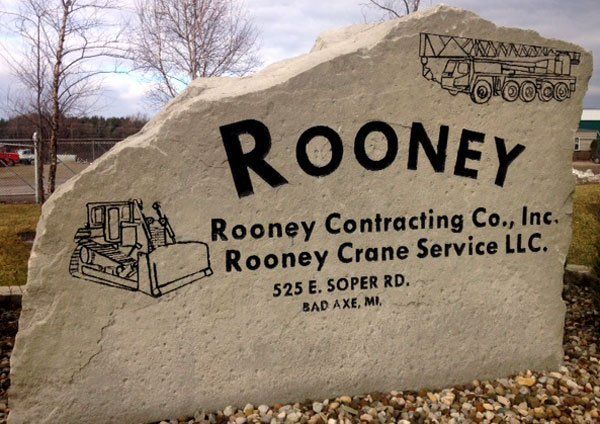 ROONEY
Rooney Contracting Co., Inc.
Rooney Crane Service LLC.
525 E. SOPER RD.
BAD AXE, MI.